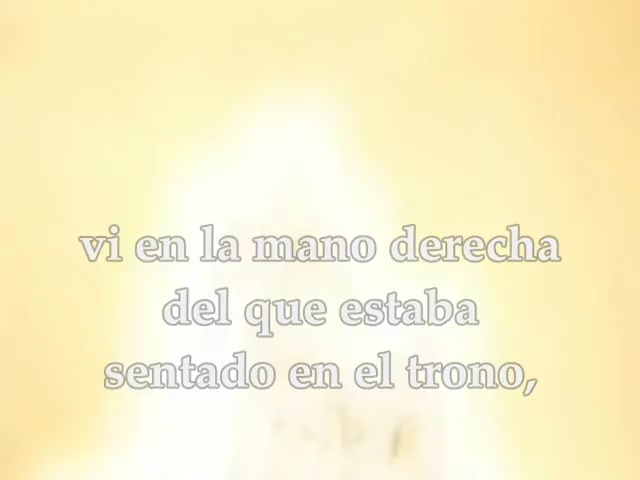 vi en la mano derecha
del que estaba
sentado en el trono,